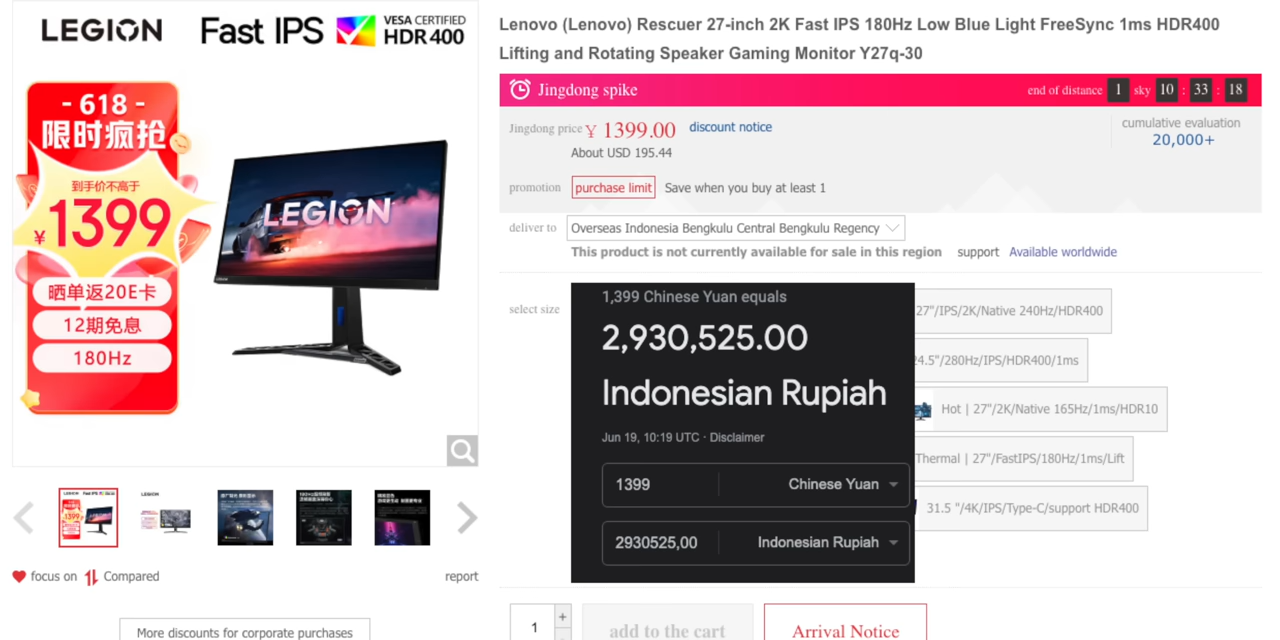 LEGION
Fast IPS
VESA CERTIFIED
HDR 400
- 618 -
限时疯抢
到手价不高于
¥1399
晒单返20E卡
12期免息
180Hz
LEGION
focus on
Compared
report
More discounts for corporate purchases
Lenovo (Lenovo) Rescuer 27-inch 2K Fast IPS 180Hz Low Blue Light FreeSync 1ms HDR400
Lifting and Rotating Speaker Gaming Monitor Y27q-30
Jingdong spike
end of distance 1 sky 10 : 33 : 18
Jingdong price ¥ 1399.00 discount notice
About USD 195.44
cumulative evaluation
20,000+
promotion purchase limit Save when you buy at least 1
deliver to Overseas Indonesia Bengkulu Central Bengkulu Regency
This product is not currently available for sale in this region support Available worldwide
select size
1,399 Chinese Yuan equals
2,930,525.00
Indonesian Rupiah
Jun 19, 10:19 UTC · Disclaimer
1399 Chinese Yuan
2930525,00 Indonesian Rupiah
27"/IPS/2K/Native 240Hz/HDR400
24.5"/280Hz/IPS/HDR400/1ms
Hot | 27"/2K/Native 165Hz/1ms/HDR10
Thermal | 27"/FastIPS/180Hz/1ms/Lift
31.5 "/4K/IPS/Type-C/support HDR400
1 +
add to the cart
Arrival Notice